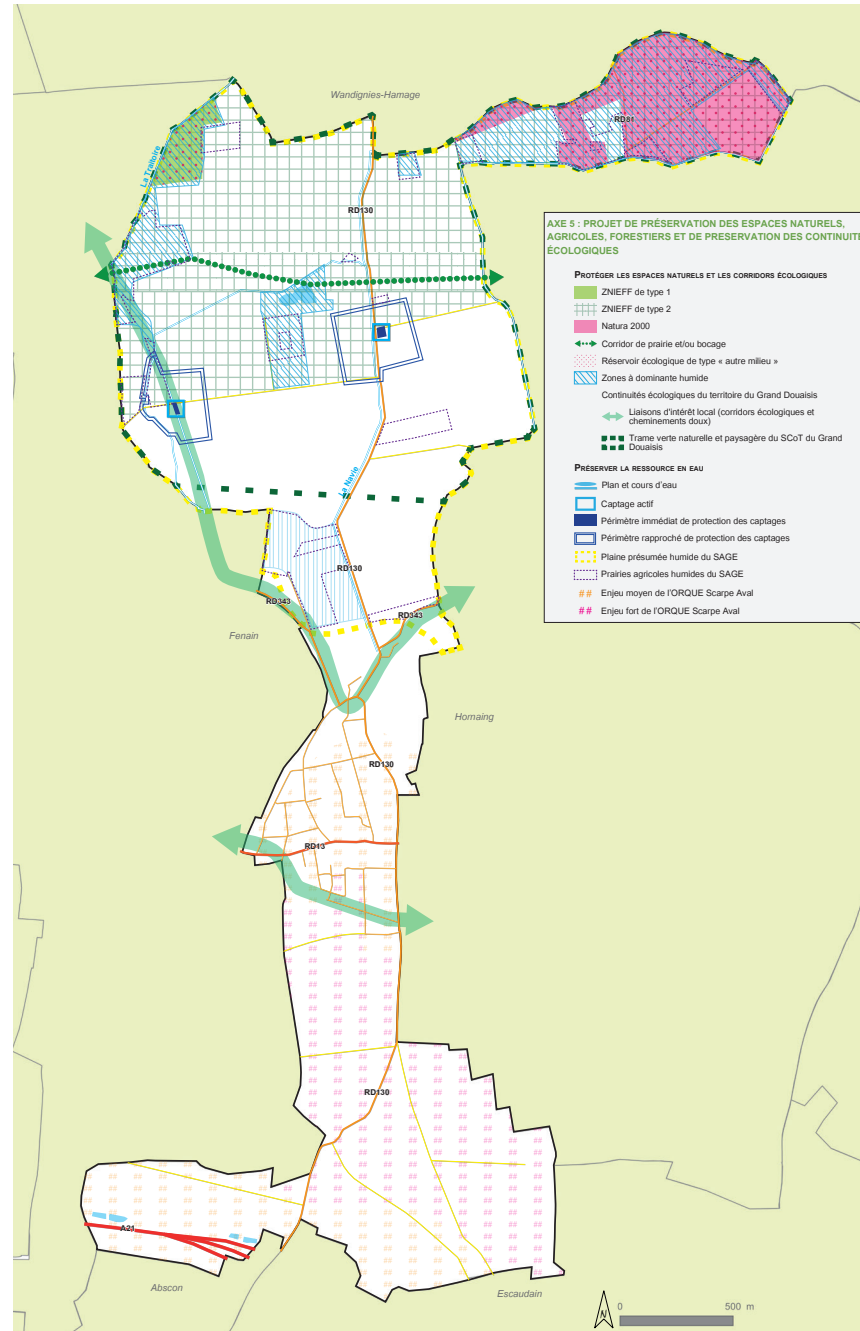 Wandignies-Hamage
RD81
La Traitoire
RD130
AXE 5 : PROJET DE PRÉSERVATION DES ESPACES NATURELS,
AGRICOLES, FORESTIERS ET DE PRESERVATION DES CONTINUITÉ
ÉCOLOGIQUES
PROTÉGER LES ESPACES NATURELS ET LES CORRIDORS ÉCOLOGIQUES
ZNIEFF de type 1
ZNIEFF de type 2
Natura 2000
Corridor de prairie et/ou bocage
Réservoir écologique de type « autre milieu »
Zones à dominante humide
Continuités écologiques du territoire du Grand Douaisis
Liaisons d'intérêt local (corridors écologiques et
cheminements doux)
Trame verte naturelle et paysagère du SCoT du Grand
Douaisis
PRÉSERVER LA RESSOURCE EN EAU
Plan et cours d'eau
Captage actif
Périmètre immédiat de protection des captages
Périmètre rapproché de protection des captages
Plaine présumée humide du SAGE
Prairies agricoles humides du SAGE
## Enjeu moyen de l'ORQUE Scarpe Aval
## Enjeu fort de l'ORQUE Scarpe Aval
La Navie
RD130
RD343
RD343
Fenain
Hornaing
RD130
RD13
RD130
A21
Abscon
Escaudain
N
0 500 m